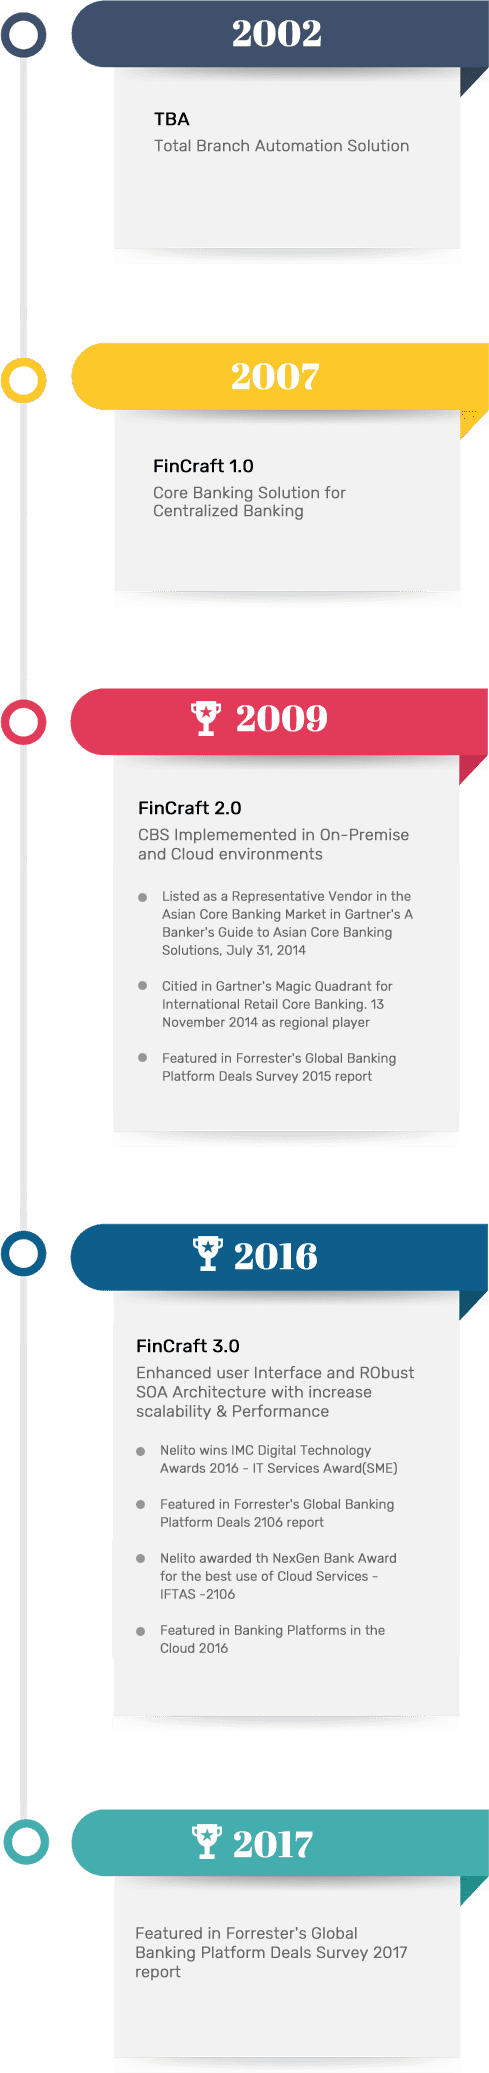 2002
TBA
Total Branch Automation Solution
2007
FinCraft 1.0
Core Banking Solution for
Centralized Banking
2009
FinCraft 2.0
CBS Implememented in On-Premise
and Cloud environments
Listed as a Representative Vendor in the
Asian Core Banking Market in Gartner's A
Banker's Guide to Asian Core Banking
Solutions, July 31, 2014
Citied in Gartner's Magic Quadrant for
International Retail Core Banking. 13
November 2014 as regional player
Featured in Forrester's Global Banking
Platform Deals Survey 2015 report
2016
FinCraft 3.0
Enhanced user Interface and RObust
SOA Architecture with increase
scalability & Performance
Nelito wins IMC Digital Technology
Awards 2016 - IT Services Award(SME)
Featured in Forrester's Global Banking
Platform Deals 2106 report
Nelito awarded th NexGen Bank Award
for the best use of Cloud Services -
IFTAS -2106
Featured in Banking Platforms in the
Cloud 2016
2017
Featured in Forrester's Global
Banking Platform Deals Survey 2017
report